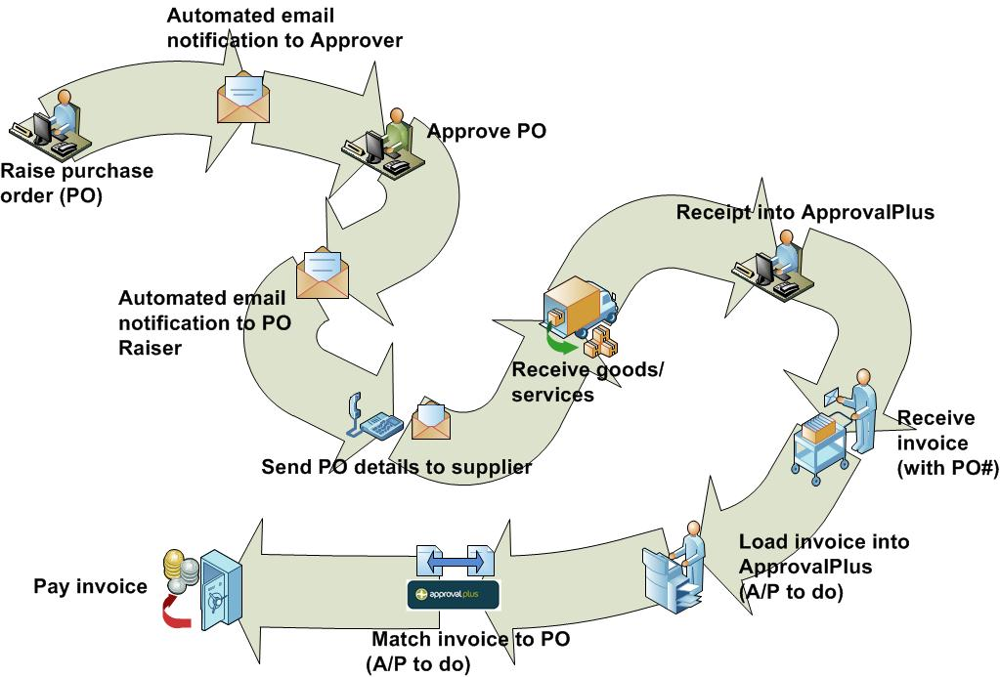 Automated email
notification to Approver
Raise purchase
order (PO)
Approve PO
Automated email
notification to PO
Raiser
Send PO details to supplier
Receive goods/
services
Receipt into ApprovalPlus
Receive
invoice
(with PO#)
Load invoice into
ApprovalPlus
(A/P to do)
approvalplus
Match invoice to PO
(A/P to do)
Pay invoice